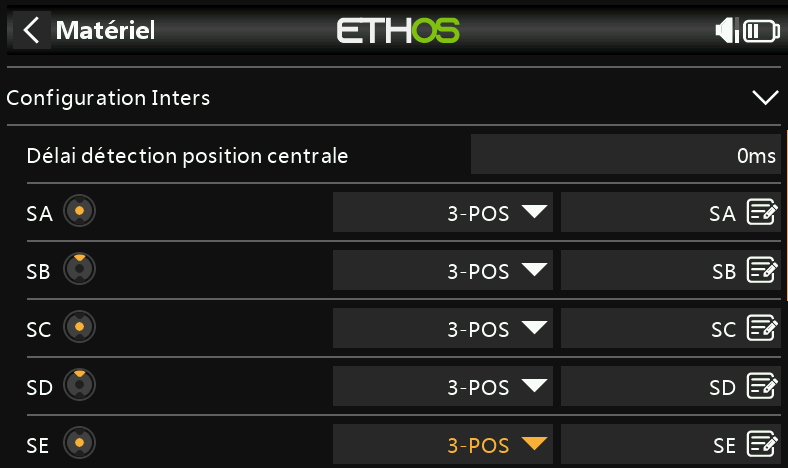 Matériel
ETHOS
Configuration Inters
Délai détection position centrale 0ms
SA 3-POS SA
SB 3-POS SB
SC 3-POS SC
SD 3-POS SD
SE 3-POS SE